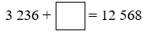 3 236 + □ = 12 568